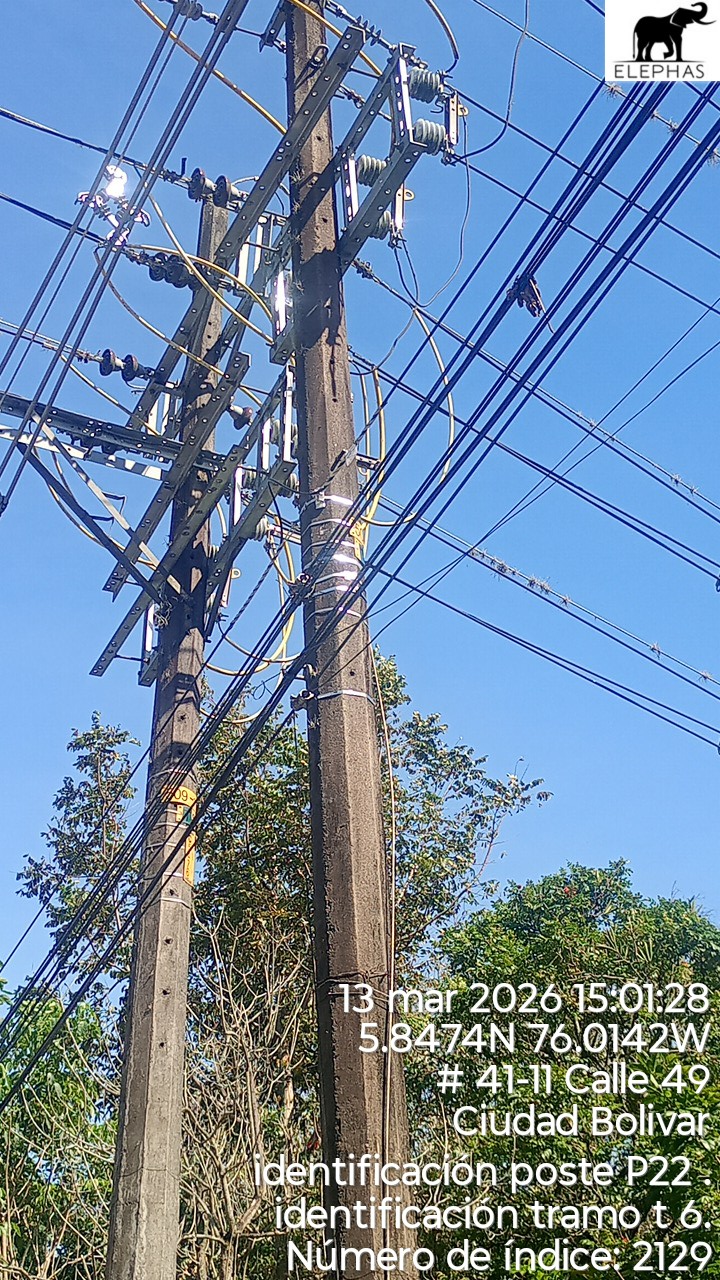 ELEPHAS
09-
13 mar 2026 15:01:28
5.8474N 76.0142W
# 41-11 Calle 49
Ciudad Bolivar
identificación poste P22 .
identificación tramo t 6.
Número de índice: 2129